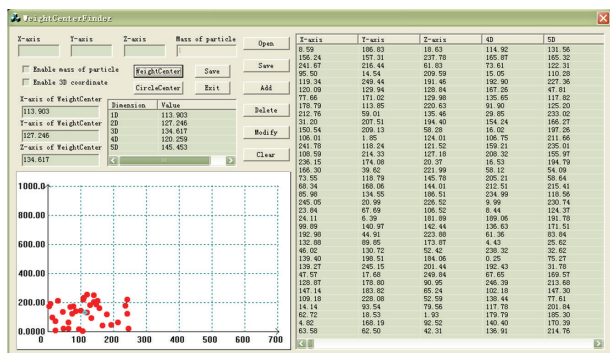 WeightCenterFinder
X-axis Y-axis Z-axis Mass of particle
Open
Enable mass of particle
Enable 3D coordinate
WeightCenter Save
CircleCenter Exit
Save
Add
Delete
Modify
Clear
X-axis of WeightCenter
113.903
Y-axis of WeightCenter
127.246
Z-axis of WeightCenter
134.617
Dimension Value
1D 113.903
2D 127.246
3D 134.617
4D 120.259
5D 145.453
1000.0
800.00
600.00
400.00
200.00
0.0000
0 100 200 300 400 500 600 700
X-axis Y-axis Z-axis 4D 5D
8.59 186.83 18.63 114.92 131.56
156.24 157.31 237.78 165.87 165.32
241.67 216.44 61.83 73.61 122.31
95.50 14.54 209.59 15.05 110.28
119.34 249.44 191.46 192.90 227.36
120.09 129.94 128.84 167.26 47.81
77.66 171.02 129.98 135.65 117.82
178.79 113.85 220.63 91.90 125.20
212.76 59.01 135.46 29.85 233.02
31.20 207.51 194.40 154.24 166.27
150.54 209.13 58.28 16.02 197.26
106.01 1.85 124.01 106.75 211.66
241.78 118.24 121.52 159.21 235.01
108.59 214.33 127.18 208.32 155.97
236.15 174.08 20.37 16.53 194.79
166.30 39.62 221.99 58.12 54.09
73.55 118.79 145.78 205.21 58.64
68.34 168.06 144.01 212.51 215.41
85.98 134.55 186.51 234.99 118.56
245.05 20.99 226.52 9.99 230.74
23.84 67.69 106.52 8.44 124.37
24.11 6.39 181.89 189.06 191.78
99.89 140.97 142.44 136.63 171.51
192.98 44.91 223.88 61.36 83.84
132.88 89.85 173.87 4.43 25.62
46.02 130.72 52.42 238.32 32.62
139.40 198.51 184.06 0.25 75.27
139.27 245.15 201.44 192.43 31.78
47.57 17.68 249.84 67.65 169.57
128.87 178.80 90.95 246.39 213.68
147.14 183.82 65.24 102.18 147.30
109.18 228.08 52.59 138.44 77.61
14.14 93.54 79.56 117.78 201.84
62.72 18.53 1.93 179.79 185.30
4.82 168.19 92.52 140.40 170.39
63.58 62.50 42.31 136.91 214.76